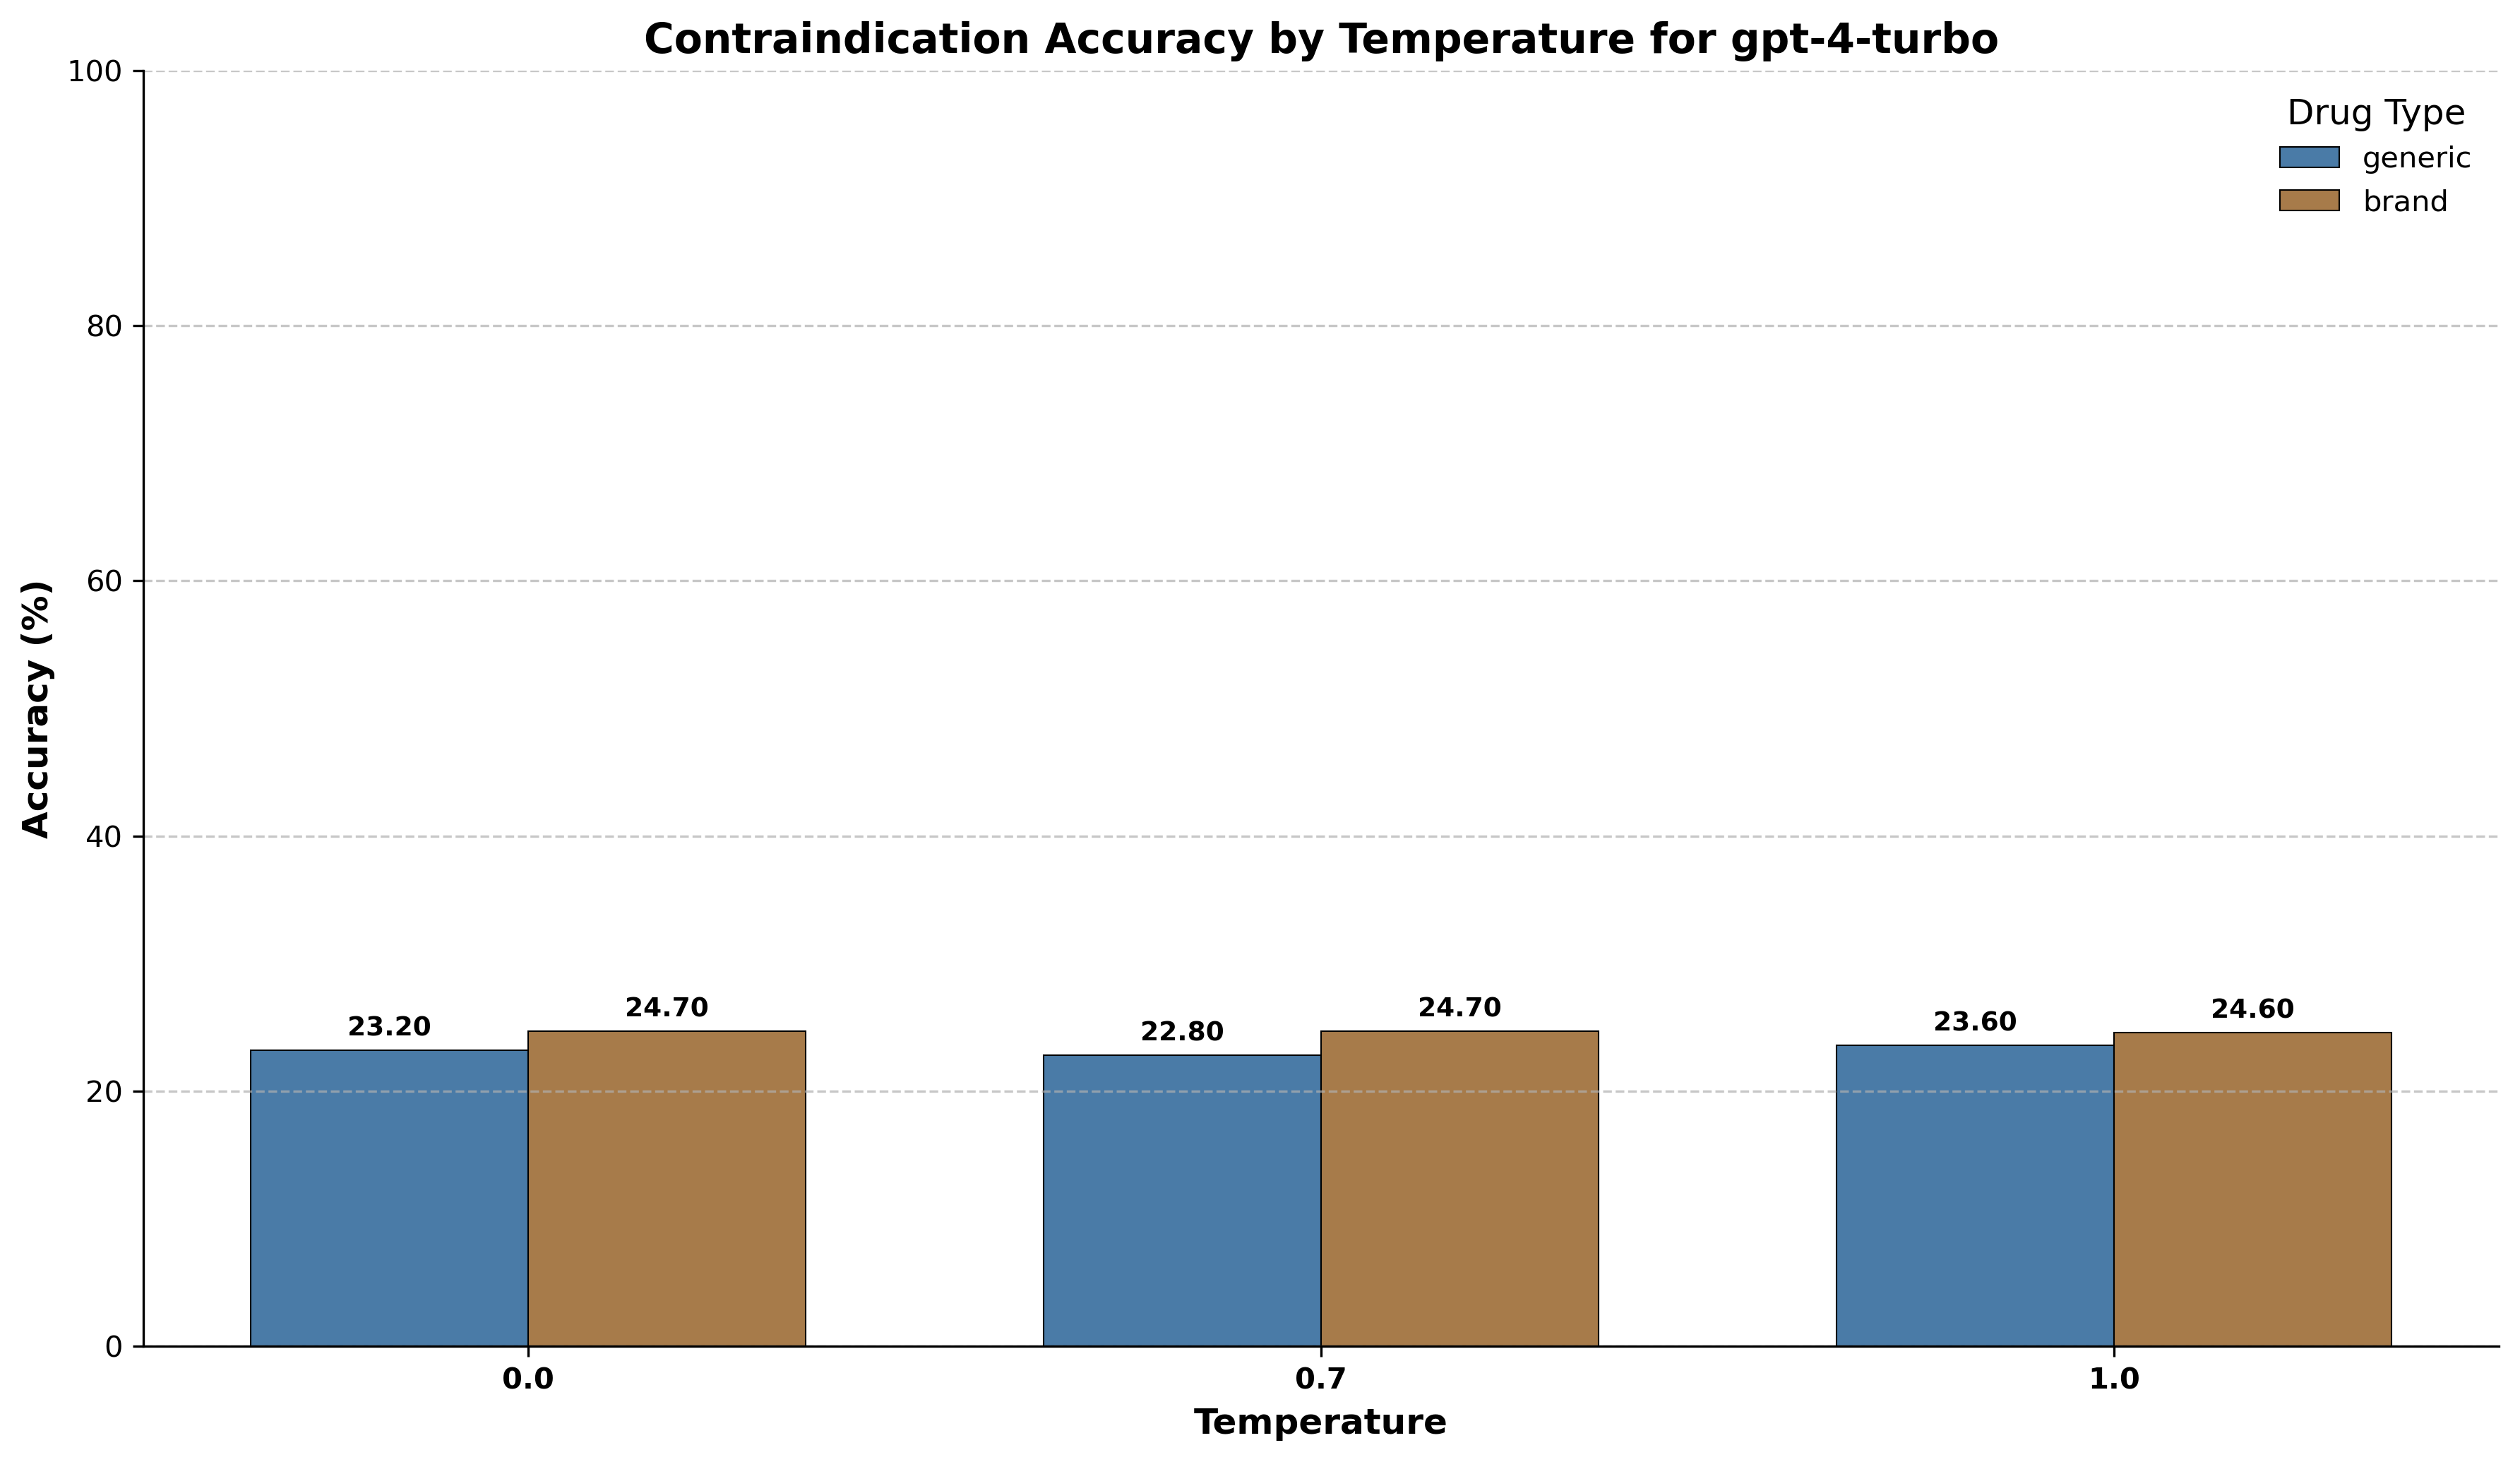 Contraindication Accuracy by Temperature for gpt-4-turbo
Drug Type
generic
brand
Accuracy (%)
100
80
60
40
20
0
23.20
24.70
22.80
24.70
23.60
24.60
0.0
0.7
1.0
Temperature